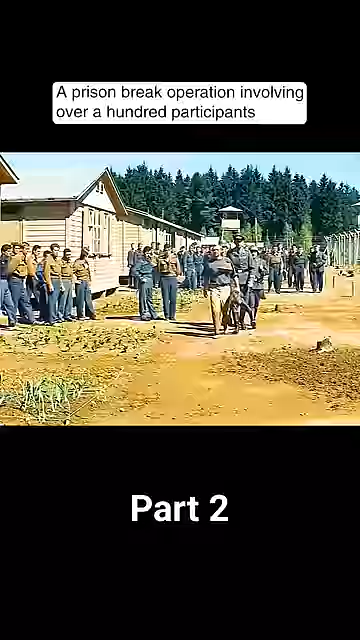 A prison break operation involving
over a hundred participants
Part 2